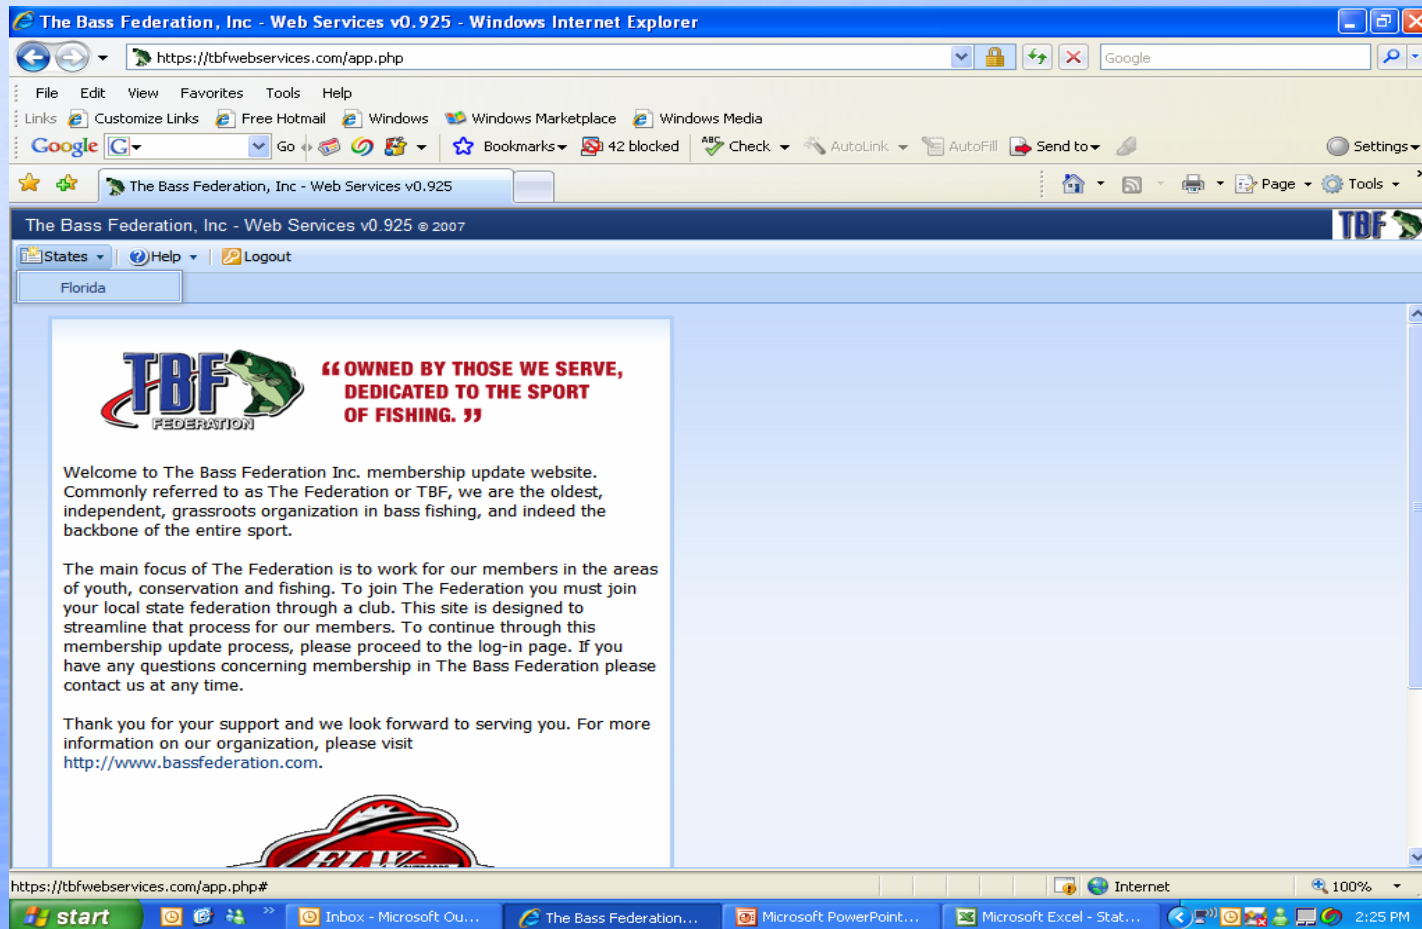 The Bass Federation, Inc - Web Services v0.925 - Windows Internet Explorer
https://tbfwebservices.com/app.php
Google
File Edit View Favorites Tools Help
Links Customize Links Free Hotmail Windows Windows Marketplace Windows Media
Google G Go Bookmarks 42 blocked ABC Check AutoLink AutoFill Send to Settings
The Bass Federation, Inc - Web Services v0.925
Page Tools
The Bass Federation, Inc - Web Services v0.925 © 2007
TBF
States Help Logout
Florida
TBF
FEDERATION
“OWNED BY THOSE WE SERVE,
DEDICATED TO THE SPORT
OF FISHING.”
Welcome to The Bass Federation Inc. membership update website.
Commonly referred to as The Federation or TBF, we are the oldest,
independent, grassroots organization in bass fishing, and indeed the
backbone of the entire sport.
The main focus of The Federation is to work for our members in the areas
of youth, conservation and fishing. To join The Federation you must join
your local state federation through a club. This site is designed to
streamline that process for our members. To continue through this
membership update process, please proceed to the log-in page. If you
have any questions concerning membership in The Bass Federation please
contact us at any time.
Thank you for your support and we look forward to serving you. For more
information on our organization, please visit
http://www.bassfederation.com.
FLW OUTDOORS
https://tbfwebservices.com/app.php#
Internet 100%
start Inbox - Microsoft Ou... The Bass Federation... Microsoft PowerPoint... Microsoft Excel - Stat... 2:25 PM